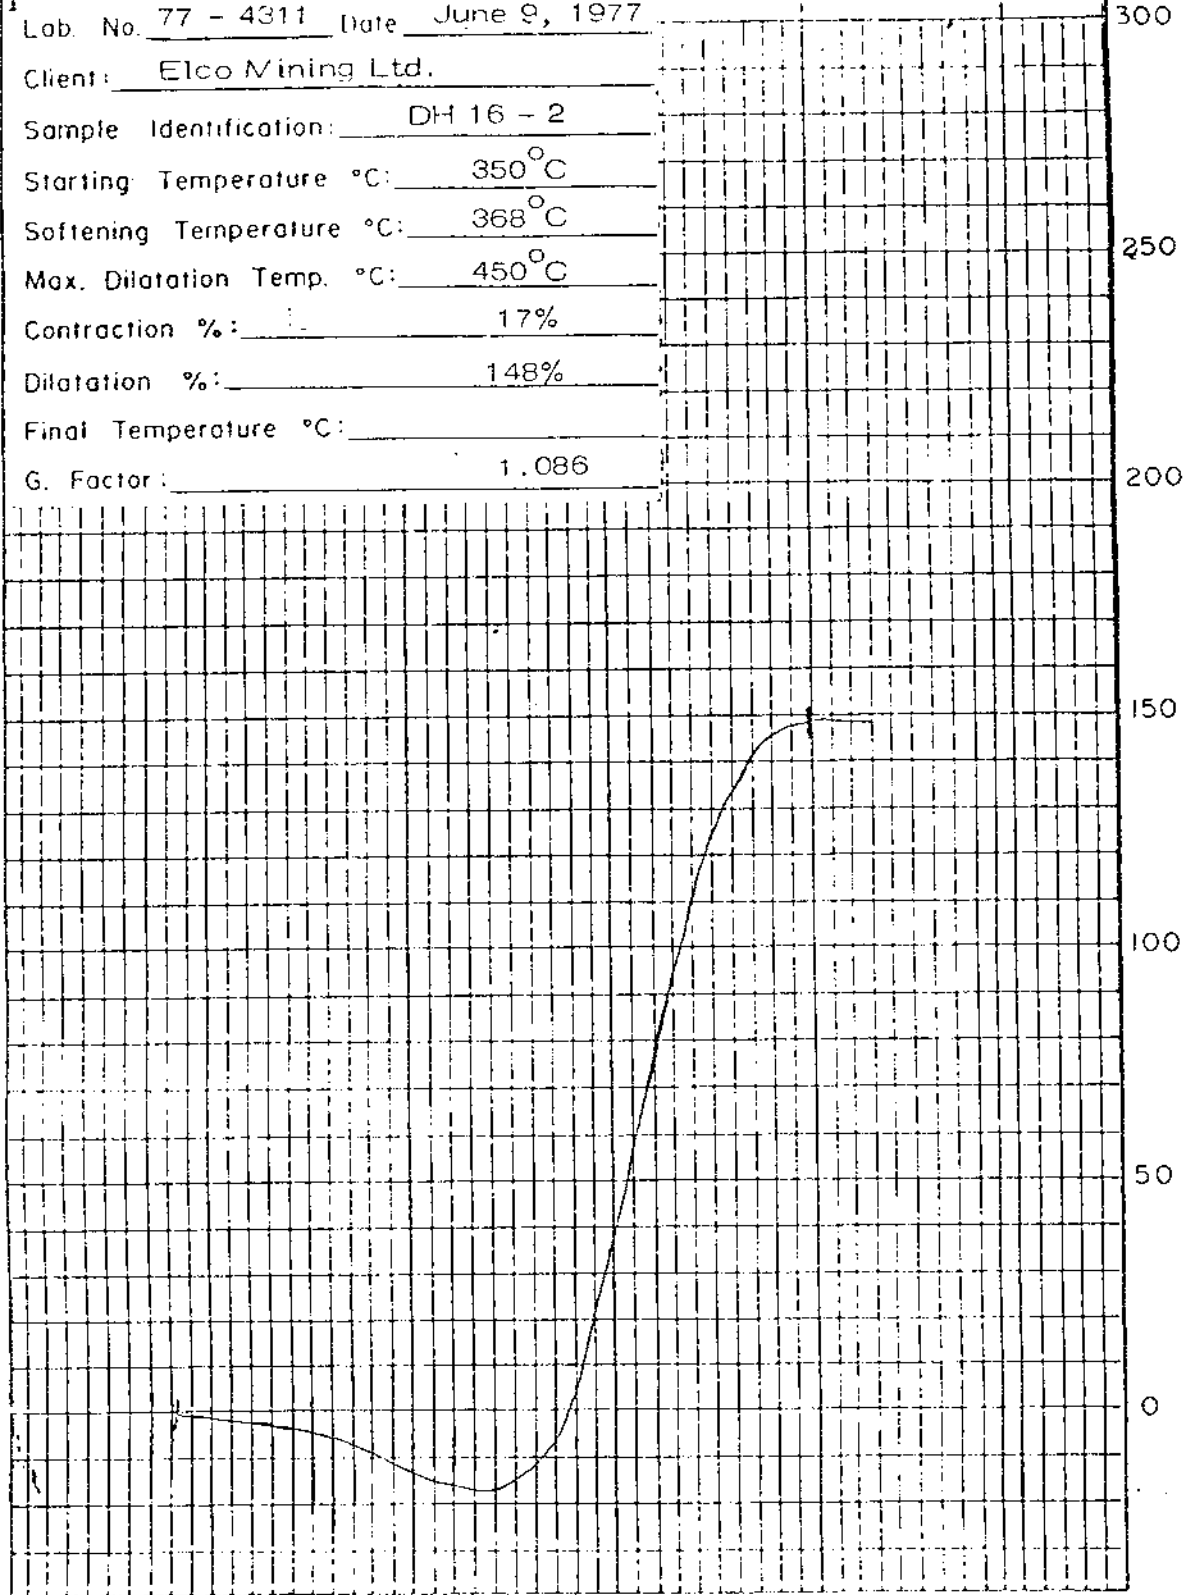 Lab. No. 77 - 4311 Date June 9, 1977
Client: Elco Mining Ltd.
Sample Identification: DH 16 - 2
Starting Temperature °C: 350°C
Softening Temperature °C: 368°C
Max. Dilatation Temp. °C: 450°C
Contraction %: 17%
Dilatation %: 148%
Final Temperature °C:
G. Factor: 1.086
300
250
200
150
100
50
0